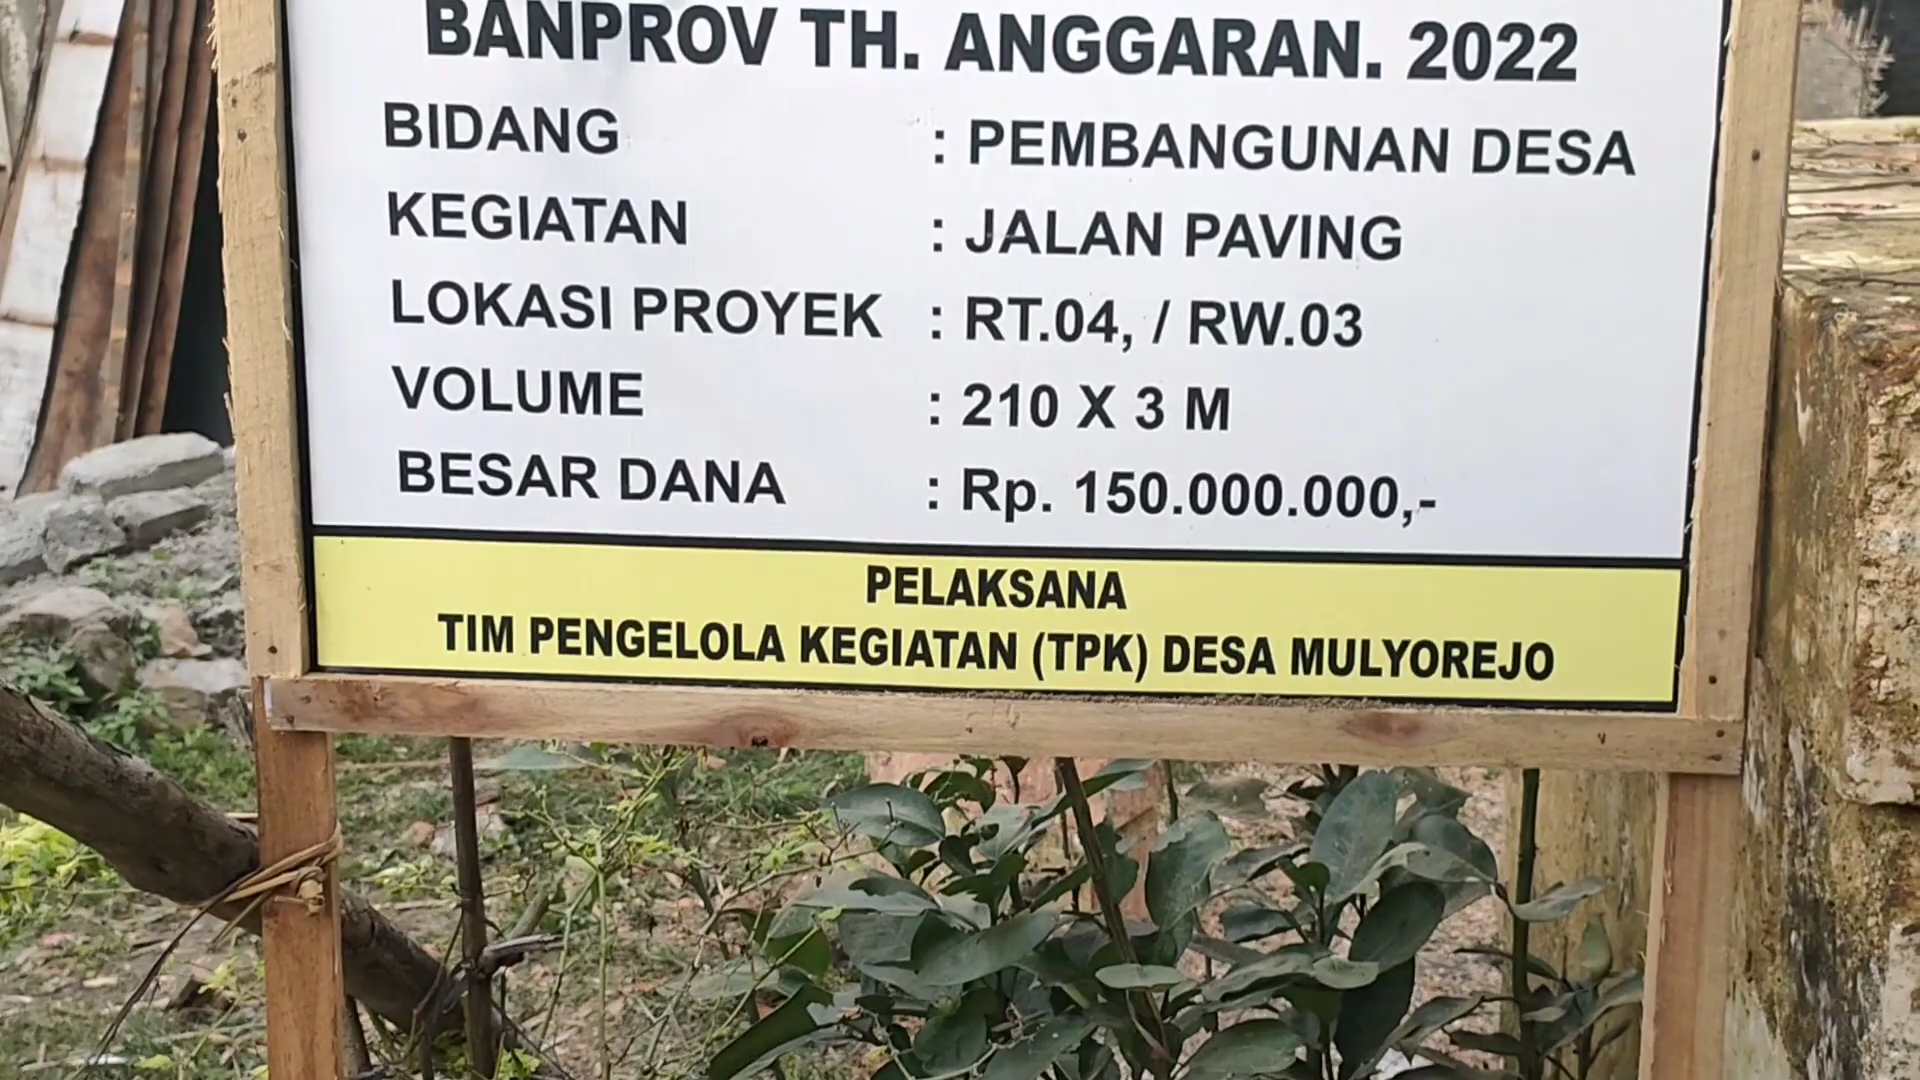 BANPROV TH. ANGGARAN. 2022
BIDANG : PEMBANGUNAN DESA
KEGIATAN : JALAN PAVING
LOKASI PROYEK : RT.04, / RW.03
VOLUME : 210 X 3 M
BESAR DANA : Rp. 150.000.000,-
PELAKSANA
TIM PENGELOLA KEGIATAN (TPK) DESA MULYOREJO